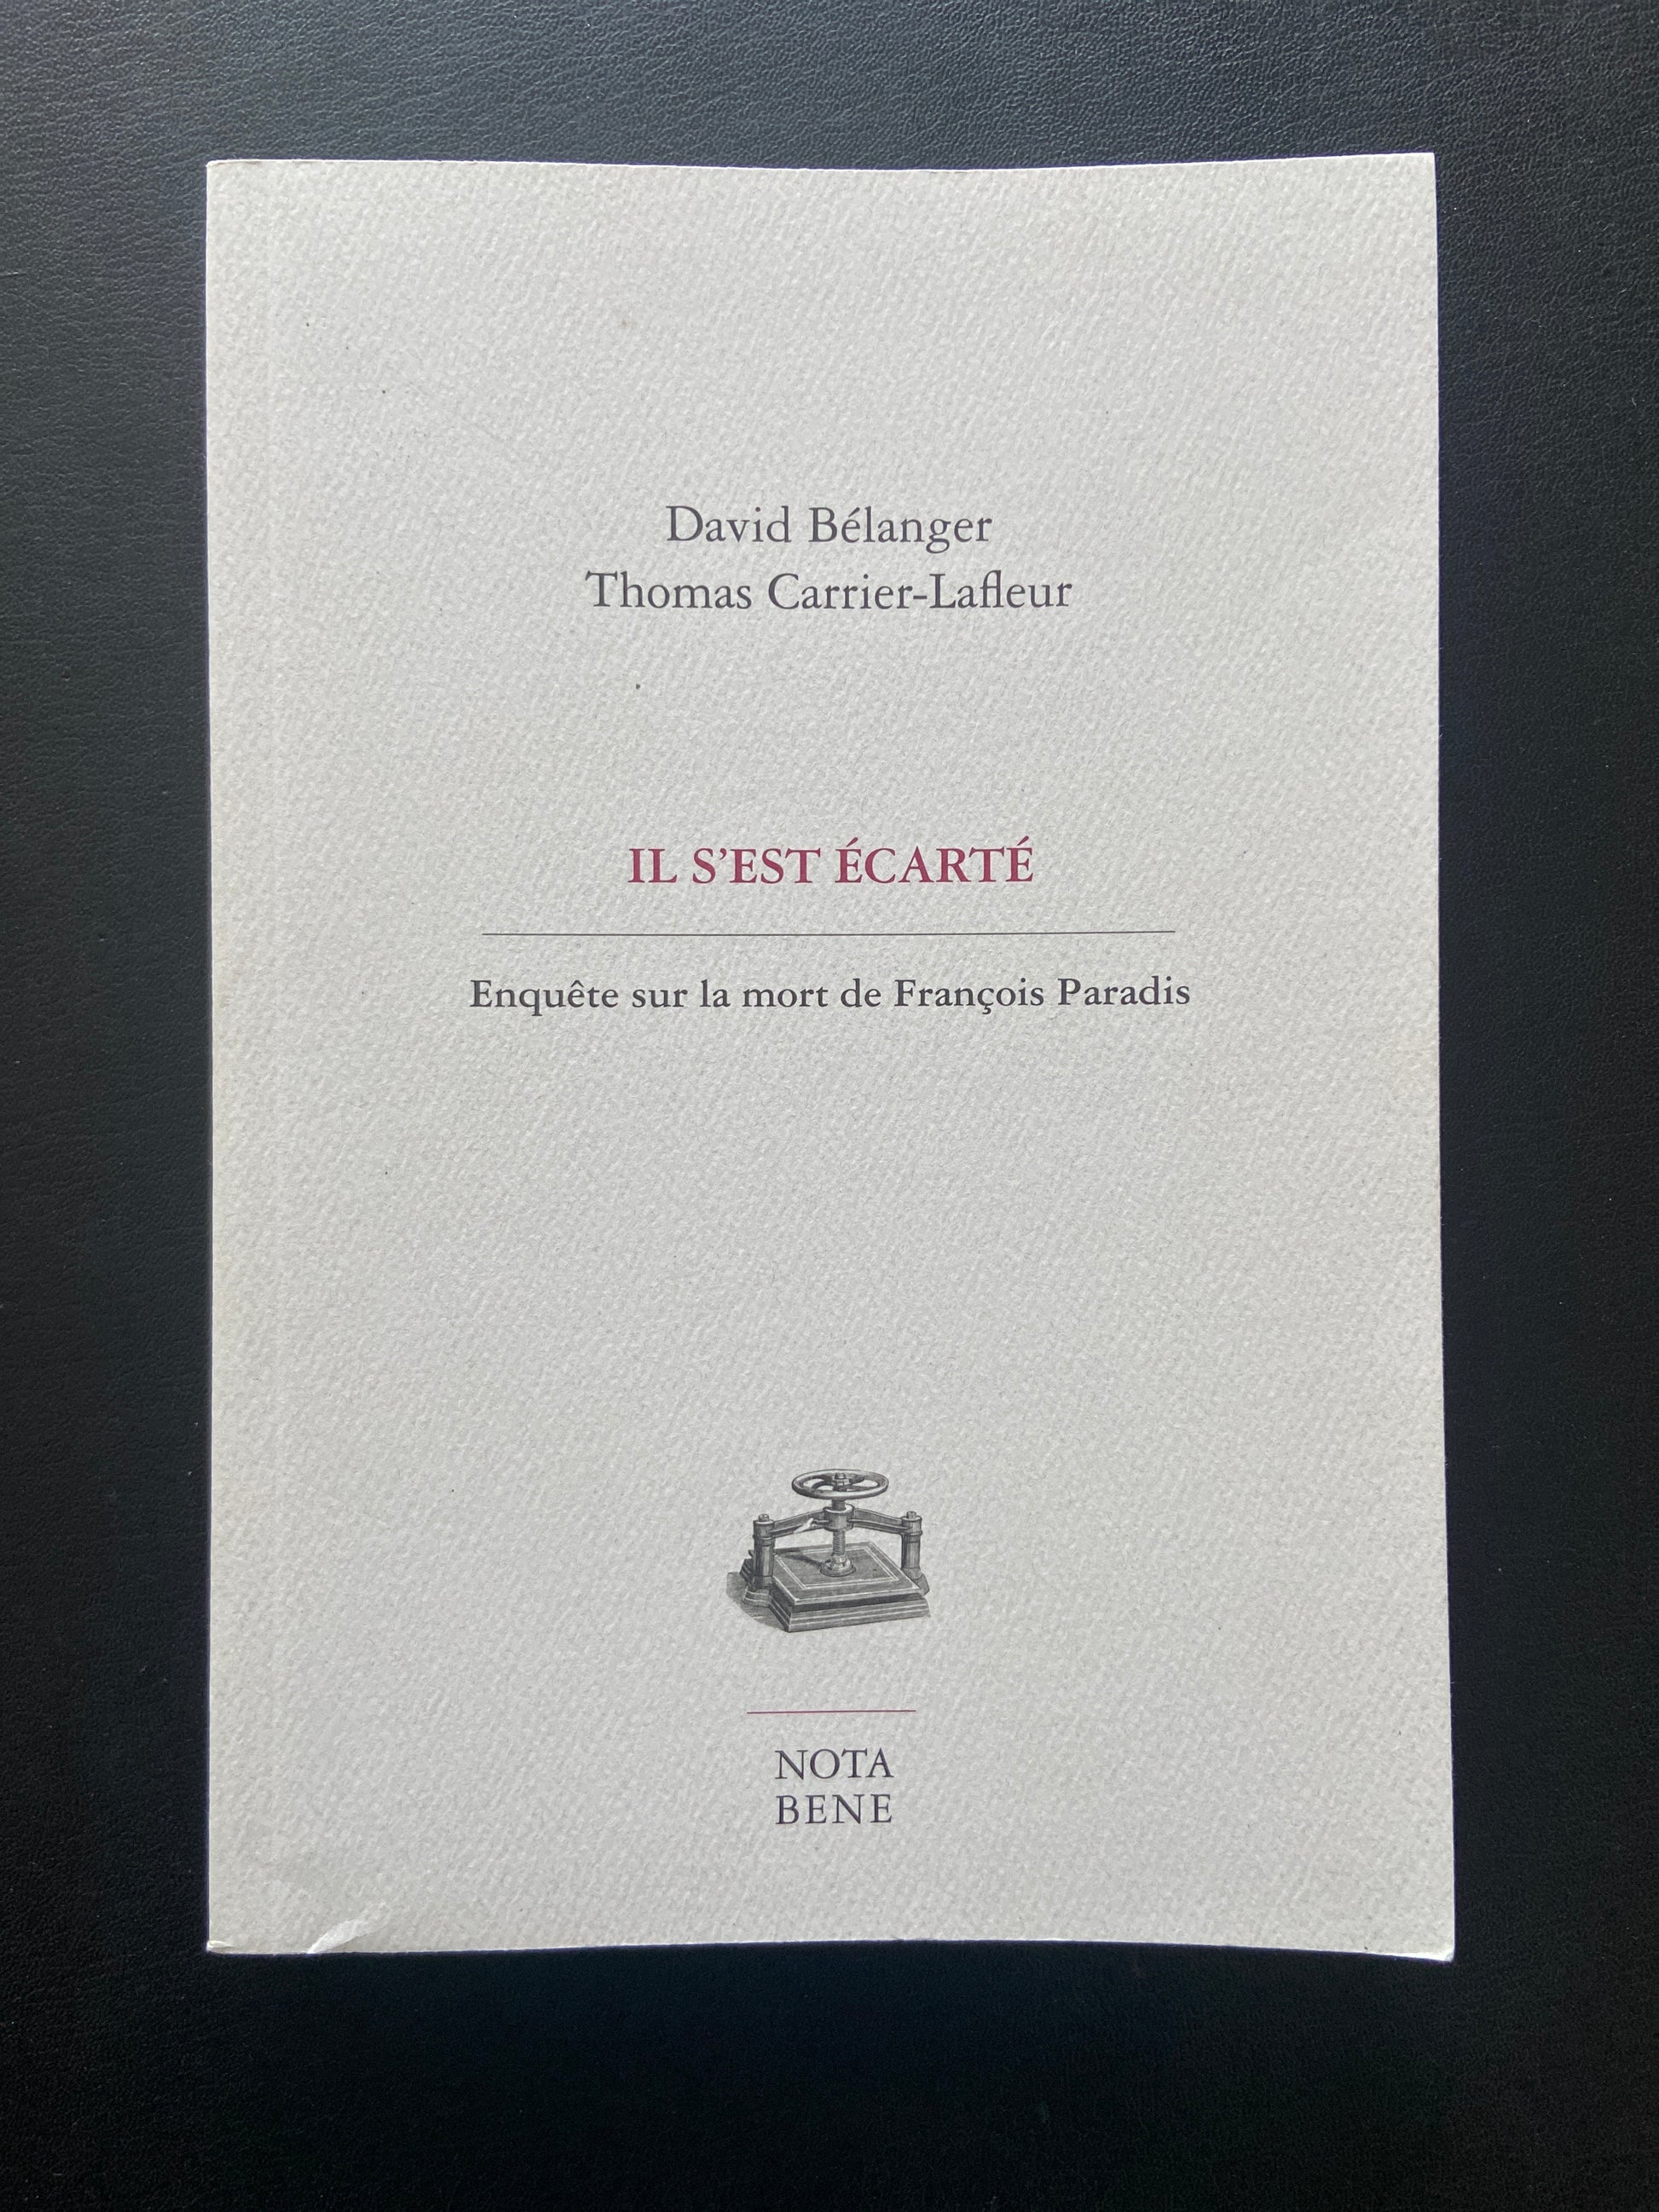 David Bélanger
Thomas Carrier-Lafleur
IL S'EST ÉCARTÉ
Enquête sur la mort de François Paradis
NOTA
BENE